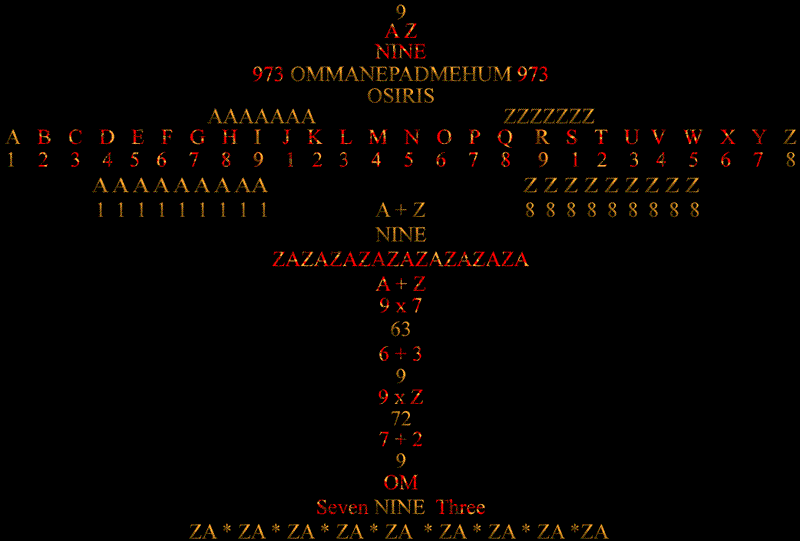 9
A Z
NINE
973 OMMANEPADMEHUM 973
OSIRIS
AAAAAAA ZZZZZZZ
A B C D E F G H I J K L M N O P Q R S T U V W X Y Z
1 2 3 4 5 6 7 8 9 1 2 3 4 5 6 7 8 9 1 2 3 4 5 6 7 8
A A A A A A A A A Z Z Z Z Z Z Z Z Z
1 1 1 1 1 1 1 1 1 A + Z 8 8 8 8 8 8 8 8 8
NINE
ZAZAZAZAZAZAZAZAZA
A + Z
9 x 7
63
6 + 3
9
9 x Z
72
7 + 2
9
OM
Seven NINE Three
ZA * ZA * ZA * ZA * ZA * ZA * ZA * ZA *ZA